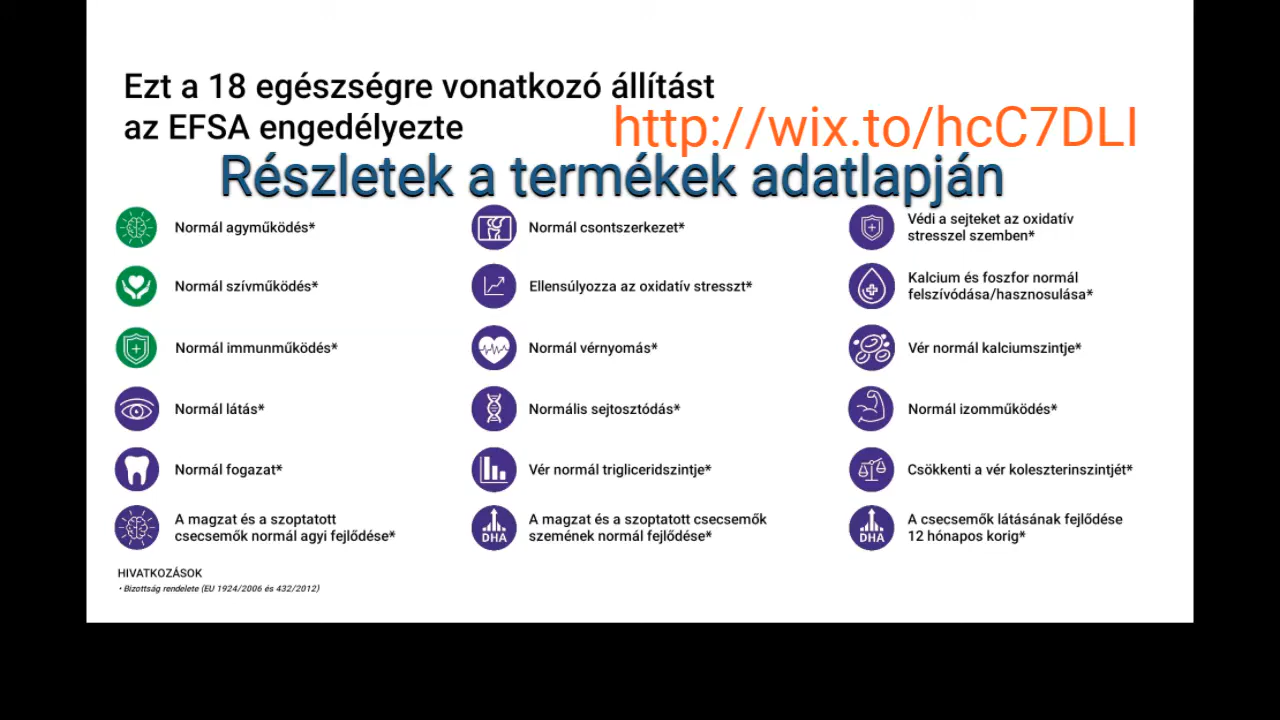 Ezt a 18 egészségre vonatkozó állítást
az EFSA engedélyezte
http://wix.to/hcC7DLI
Részletek a termékek adatlapján
Normál agyműködés*
Normál szívműködés*
Normál immunműködés*
Normál látás*
Normál fogazat*
A magzat és a szoptatott
csecsemők normál agyi fejlődése*
Normál csontszerkezet*
Ellensúlyozza az oxidatív stresszt*
Normál vérnyomás*
Normális sejtosztódás*
Vér normál trigliceridszintje*
DHA
A magzat és a szoptatott csecsemők
szemének normál fejlődése*
Védi a sejteket az oxidatív
stresszel szemben*
Kalcium és foszfor normál
felszívódása/hasznosulása*
Vér normál kalciumszintje*
Normál izomműködés*
Csökkenti a vér koleszterinszintjét*
DHA
A csecsemők látásának fejlődése
12 hónapos korig*
HIVATKOZÁSOK
• Bizottság rendelete (EU 1924/2006 és 432/2012)